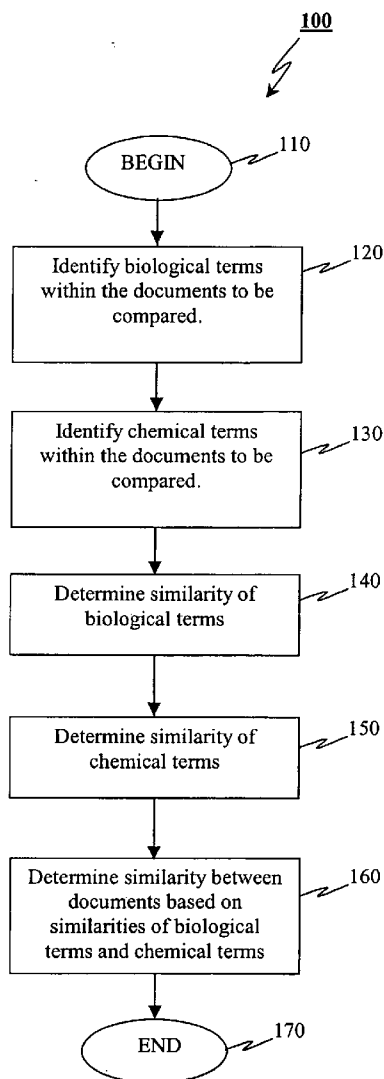 100
BEGIN
110
Identify biological terms
within the documents to be
compared.
120
Identify chemical terms
within the documents to be
compared.
130
Determine similarity of
biological terms
140
Determine similarity of
chemical terms
150
Determine similarity between
documents based on
similarities of biological
terms and chemical terms
160
END
170